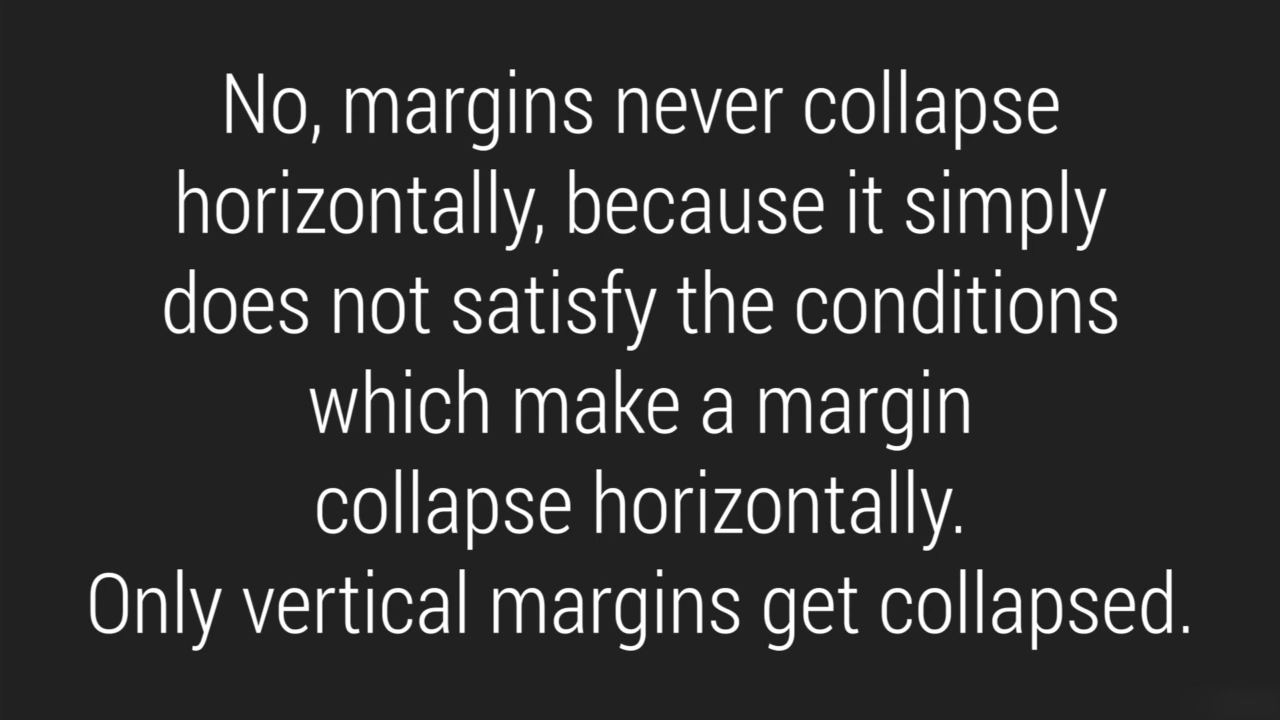 No, margins never collapse
horizontally, because it simply
does not satisfy the conditions
which make a margin
collapse horizontally.
Only vertical margins get collapsed.